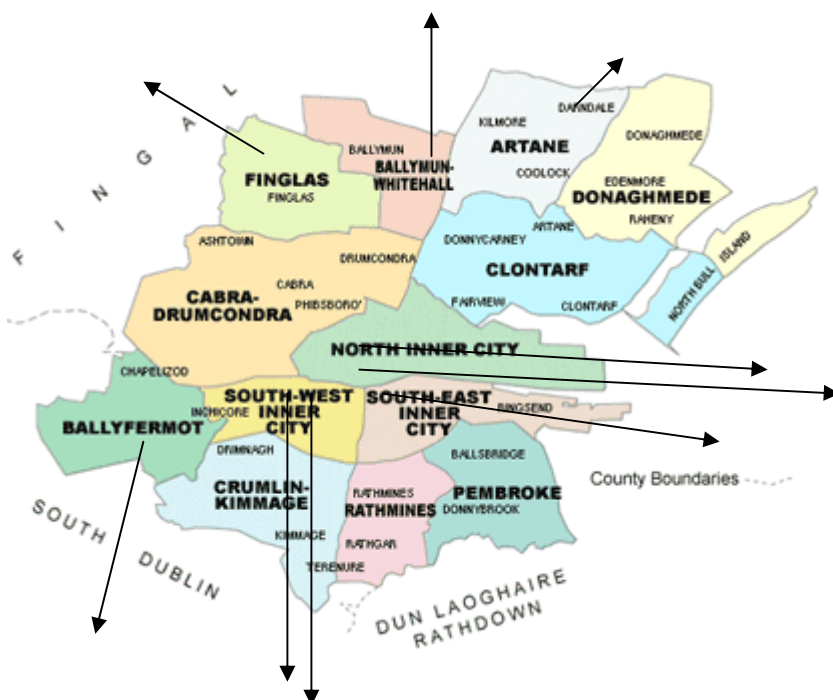 FINGAL
DARNDALE
KILMORE
ARTANE
COOLOCK
DONAGHMEDE
EDENMORE
DONAGHMEDE
RAHENY
BALLYMUN
BALLYMUN-
WHITEHALL
FINGLAS
FINGLAS
ASHTOWN
DRUMCONDRA
CABRA
CABRA-
DRUMCONDRA
PHIBSBORO'
DONNYCARNEY
ARTANE
CLONTARF
FAIRVIEW
CLONTARF
NORTH BULL
ISLAND
NORTH INNER CITY
CHAPELIZOD
BALLYFERMOT
INCHICORE
SOUTH-WEST
INNER
CITY
SOUTH-EAST
INNER
CITY
RINGSEND
DRIMNAGH
CRUMLIN-
KIMMAGE
KIMMAGE
TERENURE
RATHMINES
RATHMINES
RATHGAR
BALLSBRIDGE
PEMBROKE
DONNYBROOK
County Boundaries
SOUTH DUBLIN
DUN LAOGHAIRE
RATHDOWN